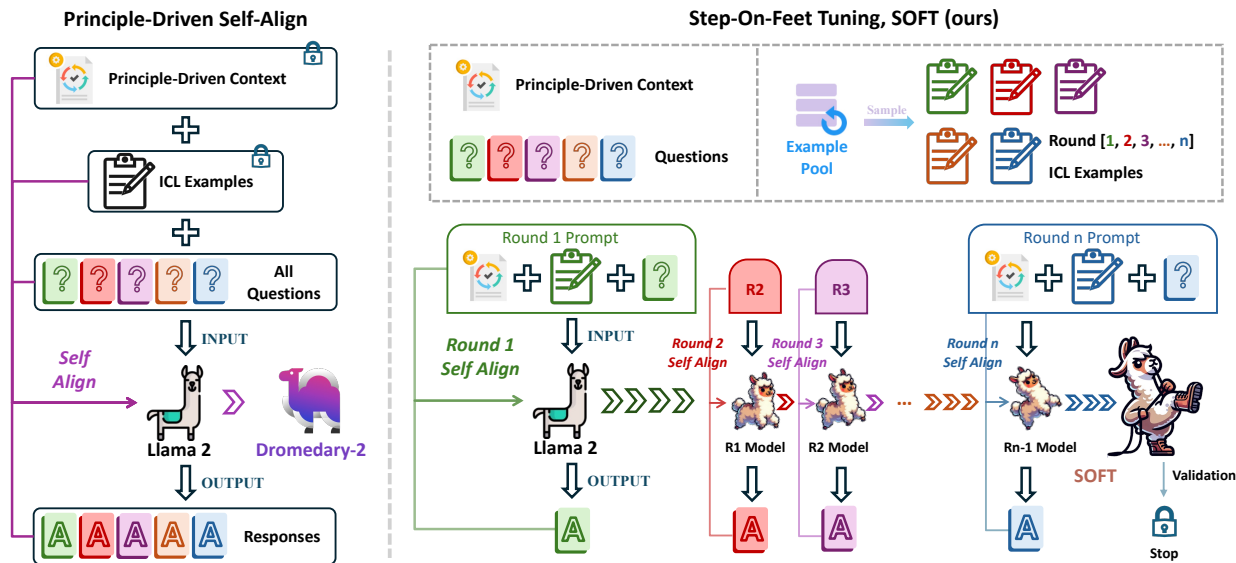 Principle-Driven Self-Align
Principle-Driven Context
ICL Examples
? ? ? ? ?
All
Questions
INPUT
Self
Align
Llama 2
Dromedary-2
OUTPUT
A A A A A
Responses
Step-On-Feet Tuning, SOFT (ours)
Principle-Driven Context
? ? ? ? ?
Questions
Example
Pool
Sample
Round [1, 2, 3, ..., n]
ICL Examples
Round 1 Prompt
?
INPUT
Round 1
Self Align
Llama 2
OUTPUT
A
R2
Round 2
Self Align
R1 Model
A
R3
Round 3
Self Align
R2 Model
A
...
Round n Prompt
?
Round n
Self Align
Rn-1 Model
A
SOFT
Validation
Stop